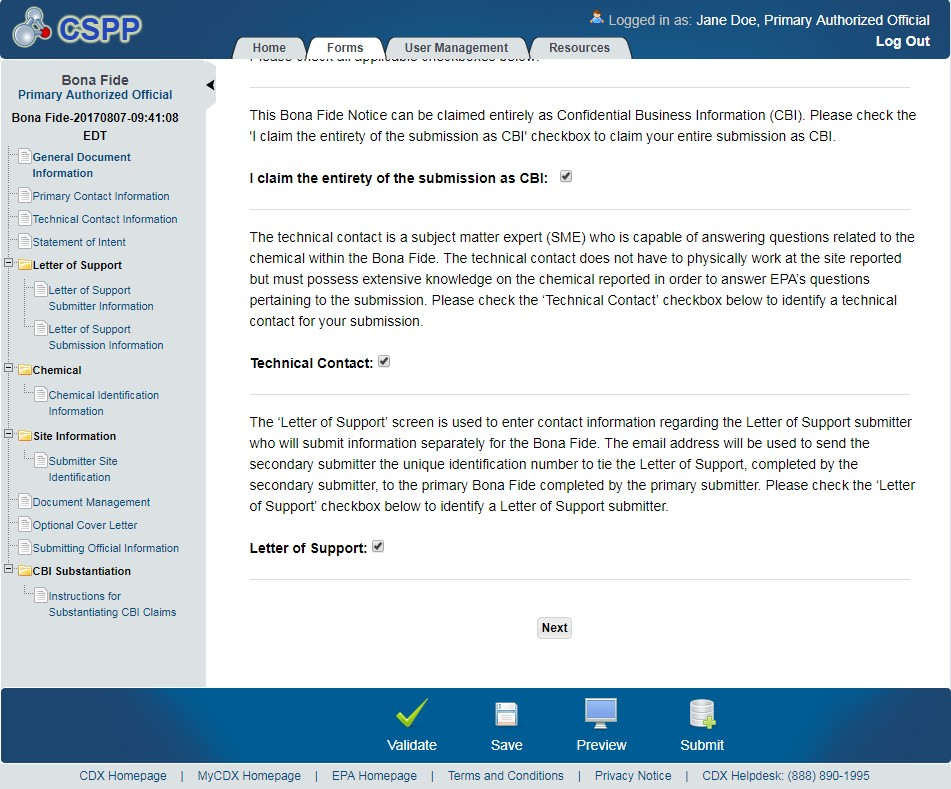 CSPP
Logged in as: Jane Doe, Primary Authorized Official
Log Out
Home
Forms
User Management
Resources
Bona Fide
Primary Authorized Official
Bona Fide-20170807-09:41:08
EDT
General Document
Information
Primary Contact Information
Technical Contact Information
Statement of Intent
Letter of Support
Letter of Support
Submitter Information
Letter of Support
Submission Information
Chemical
Chemical Identification
Information
Site Information
Submitter Site
Identification
Document Management
Optional Cover Letter
Submitting Official Information
CBI Substantiation
Instructions for
Substantiating CBI Claims
Please check all applicable checkboxes below.
This Bona Fide Notice can be claimed entirely as Confidential Business Information (CBI). Please check the
'I claim the entirety of the submission as CBI' checkbox to claim your entire submission as CBI.
I claim the entirety of the submission as CBI:
The technical contact is a subject matter expert (SME) who is capable of answering questions related to the
chemical within the Bona Fide. The technical contact does not have to physically work at the site reported
but must possess extensive knowledge on the chemical reported in order to answer EPA's questions
pertaining to the submission. Please check the ‘Technical Contact’ checkbox below to identify a technical
contact for your submission.
Technical Contact:
The ‘Letter of Support’ screen is used to enter contact information regarding the Letter of Support submitter
who will submit information separately for the Bona Fide. The email address will be used to send the
secondary submitter the unique identification number to tie the Letter of Support, completed by the
secondary submitter, to the primary Bona Fide completed by the primary submitter. Please check the ‘Letter
of Support’ checkbox below to identify a Letter of Support submitter.
Letter of Support:
Next
Validate
Save
Preview
Submit
CDX Homepage | MyCDX Homepage | EPA Homepage | Terms and Conditions | Privacy Notice | CDX Helpdesk: (888) 890-1995